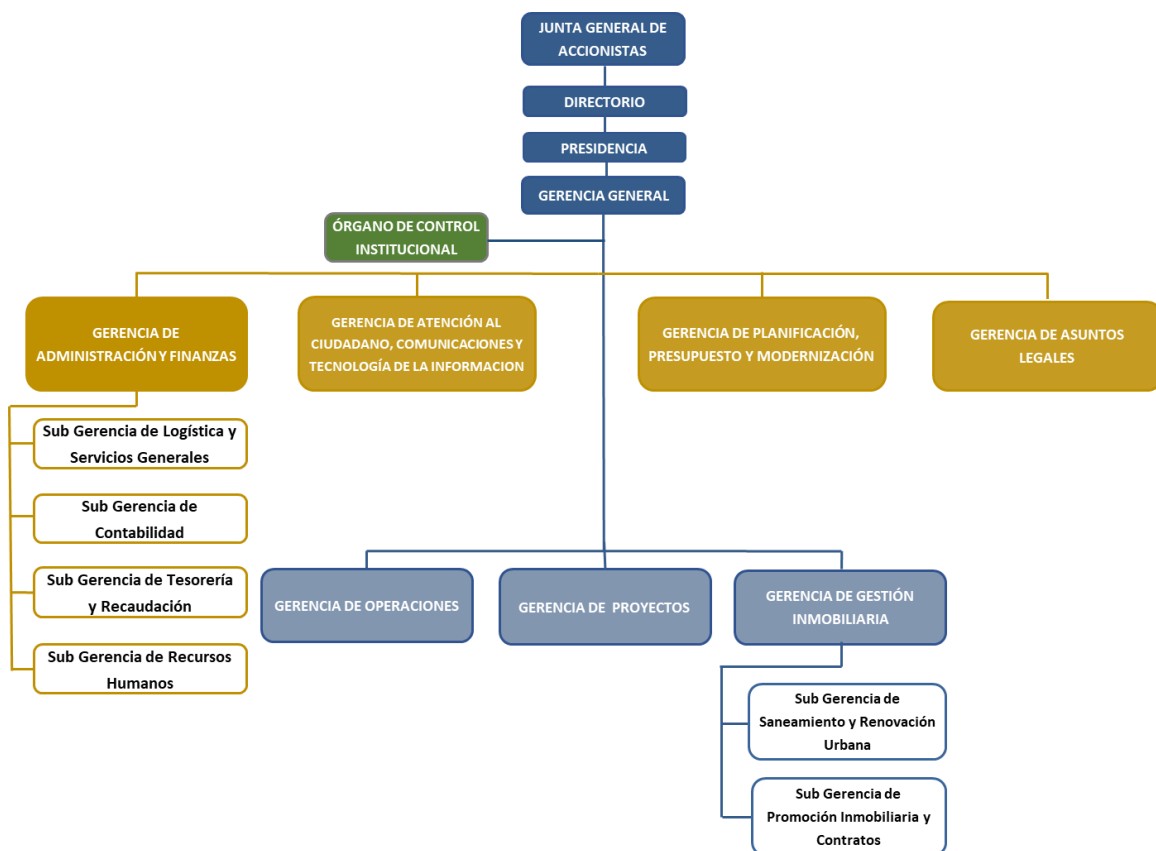 JUNTA GENERAL DE
ACCIONISTAS
DIRECTORIO
PRESIDENCIA
GERENCIA GENERAL
ÓRGANO DE CONTROL
INSTITUCIONAL
GERENCIA DE
ADMINISTRACIÓN Y FINANZAS
GERENCIA DE ATENCIÓN AL
CIUDADANO, COMUNICACIONES Y
TECNOLOGÍA DE LA INFORMACION
GERENCIA DE PLANIFICACIÓN,
PRESUPUESTO Y MODERNIZACIÓN
GERENCIA DE ASUNTOS
LEGALES
Sub Gerencia de Logística y
Servicios Generales
Sub Gerencia de
Contabilidad
Sub Gerencia de Tesorería
y Recaudación
Sub Gerencia de Recursos
Humanos
GERENCIA DE OPERACIONES
GERENCIA DE PROYECTOS
GERENCIA DE GESTIÓN
INMOBILIARIA
Sub Gerencia de
Saneamiento y Renovación
Urbana
Sub Gerencia de
Promoción Inmobiliaria y
Contratos